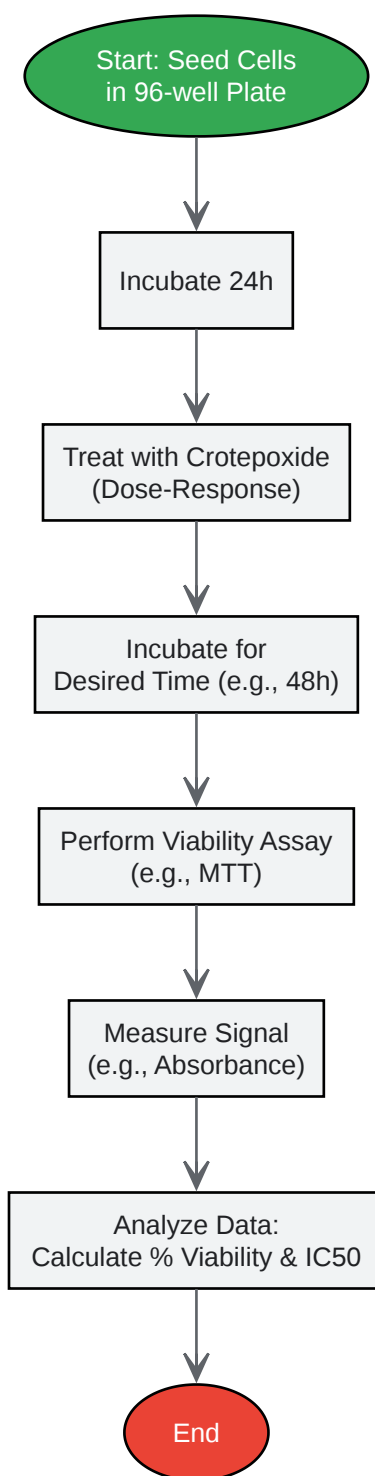 Start: Seed Cells
in 96-well Plate
Incubate 24h
Treat with Crotepoxide
(Dose-Response)
Incubate for
Desired Time (e.g., 48h)
Perform Viability Assay
(e.g., MTT)
Measure Signal
(e.g., Absorbance)
Analyze Data:
Calculate % Viability & IC50
End